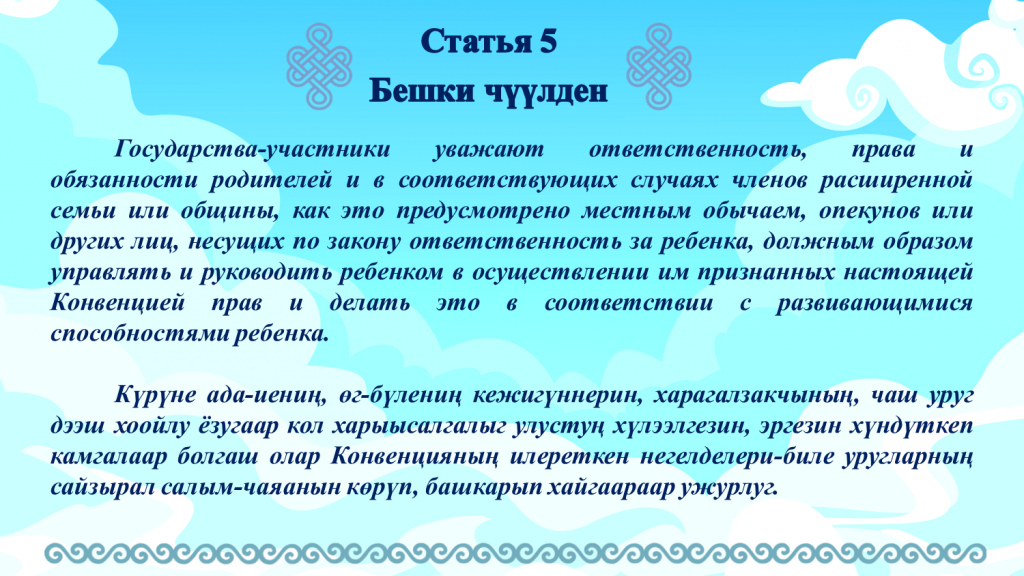 Статья 5
Бешки чүүлден
Государства-участники уважают ответственность, права и
обязанности родителей и в соответствующих случаях членов расширенной
семьи или общины, как это предусмотрено местным обычаем, опекунов или
других лиц, несущих по закону ответственность за ребенка, должным образом
управлять и руководить ребенком в осуществлении им признанных настоящей
Конвенцией прав и делать это в соответствии с развивающимися
способностями ребенка.
Күрүне ада-иениң, өг-бүлениң кежигүннерин, харагалзакчының, чаш уруг
дээш хоойлу ёзугаар кол харыысалгалыг улустуң хүлээлгезин, эргезин хүндүткеп
камгалаар болгаш олар Конвенцияның илереткен негелделери-биле уругларның
сайзырал салым-чаяанын көрүп, башкарып хайгаараар ужурлуг.